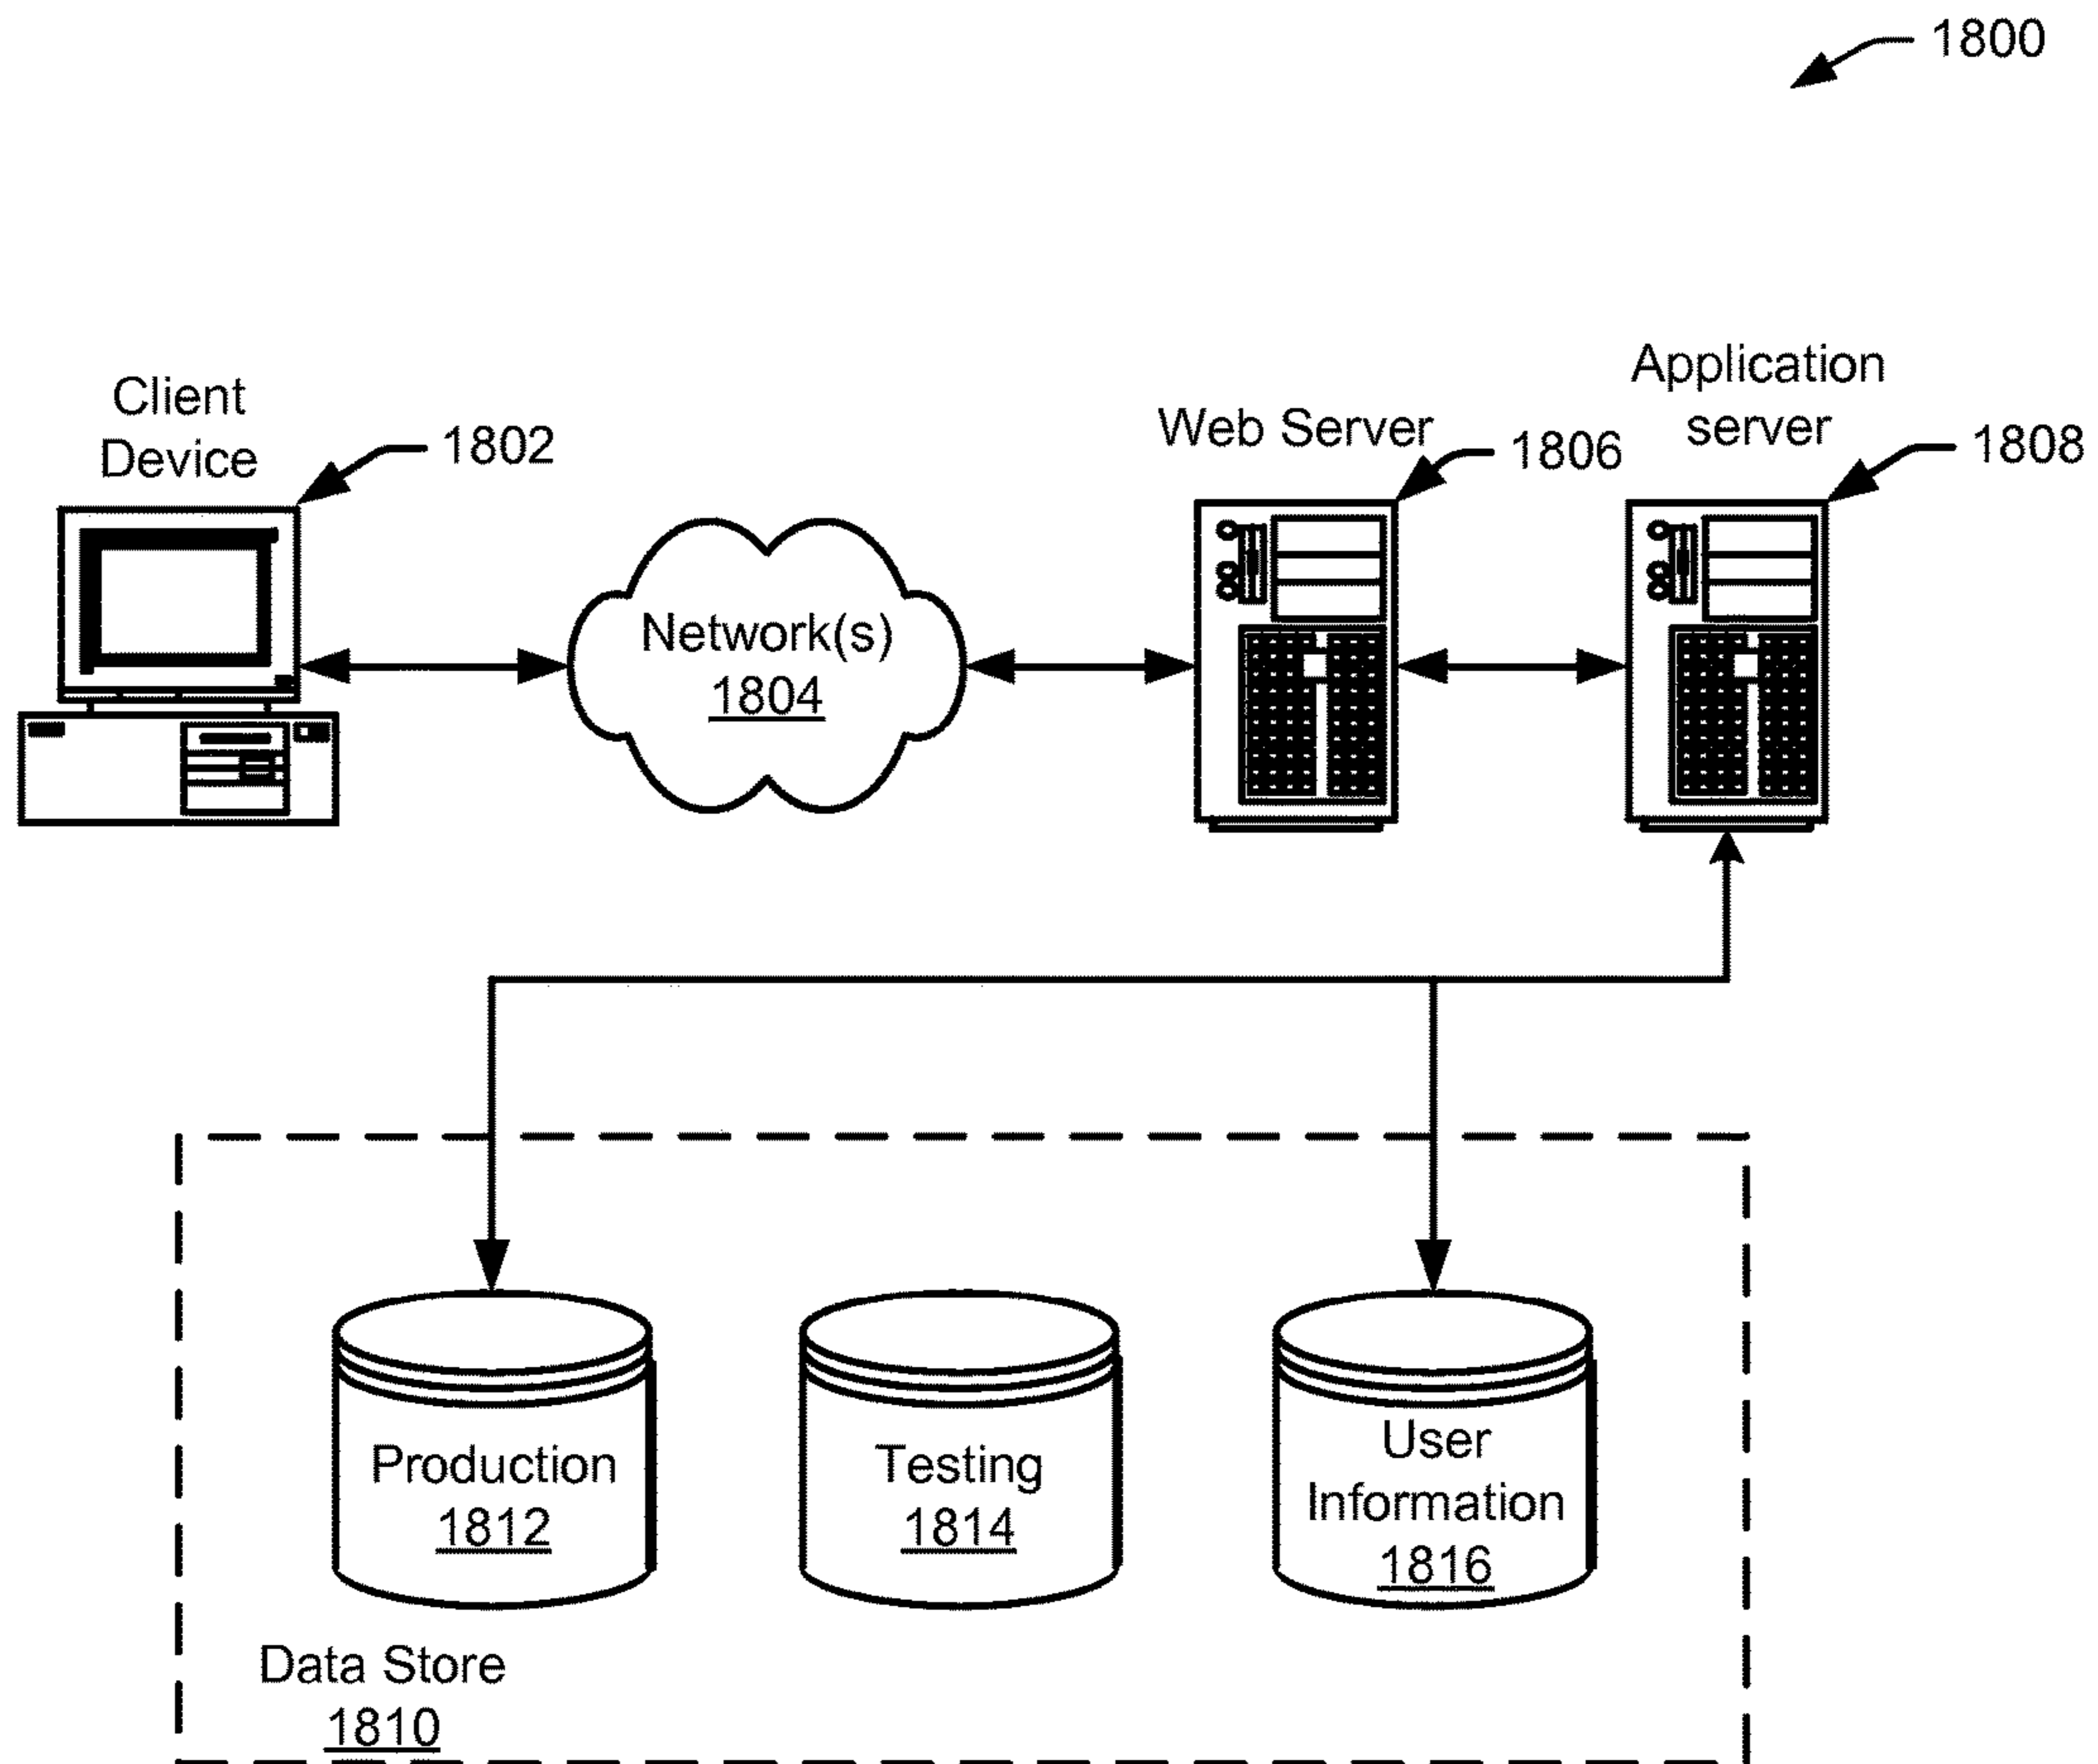 1800
Client
Device
1802
Network(s)
1804
Web Server
1806
Application
server
1808
Production
1812
Testing
1814
User
Information
1816
Data Store
1810